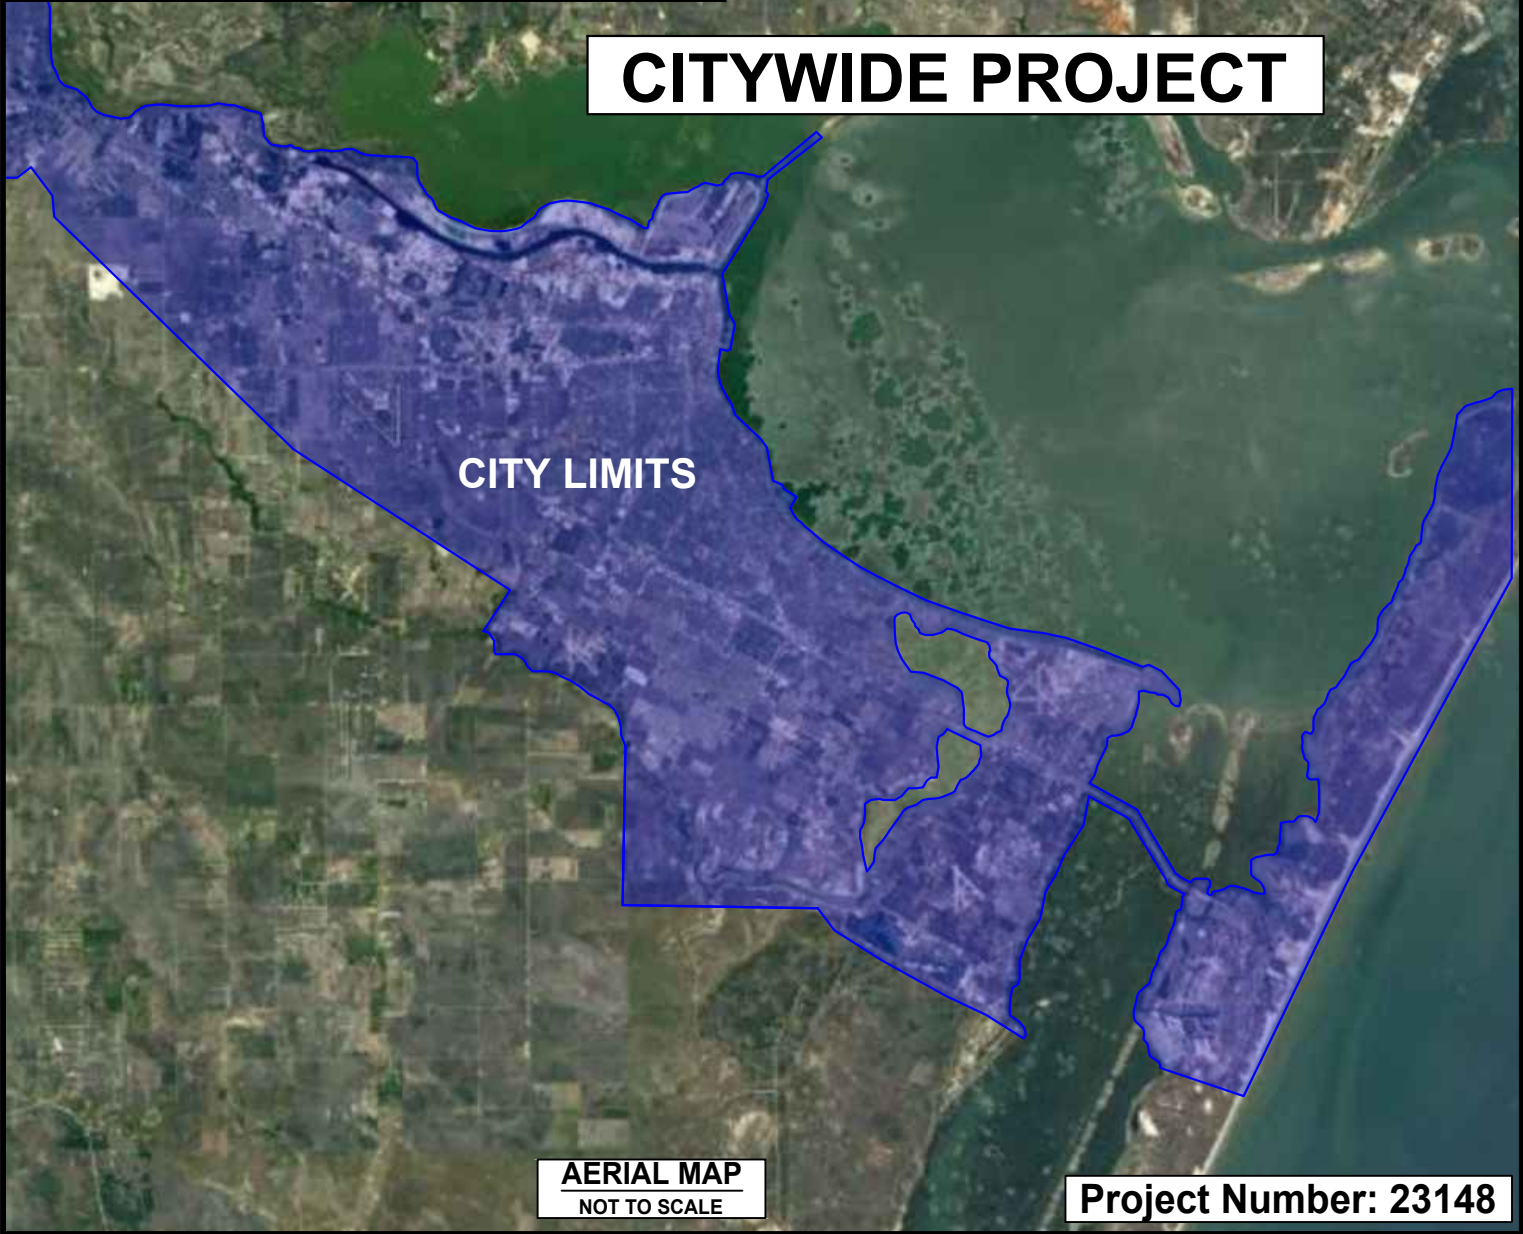 CITYWIDE PROJECT
CITY LIMITS
AERIAL MAP
NOT TO SCALE
Project Number: 23148